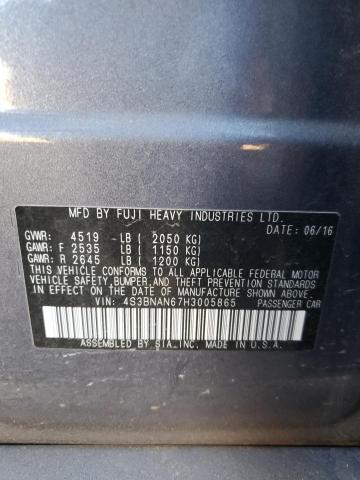 MFD. BY FUJI HEAVY INDUSTRIES LTD.
DATE: 06/16
GVWR: 4519 -LB ( 2050 KG)
GAWR: F 2535 LB ( 1150 KG)
GAWR: R 2645 LB ( 1200 KG)
THIS VEHICLE CONFORMS TO ALL APPLICABLE FEDERAL MOTOR
VEHICLE SAFETY, BUMPER, AND THEFT PREVENTION STANDARDS
IN EFFECT ON THE DATE OF MANUFACTURE SHOWN ABOVE.
VIN: 4S3BNAN67H3005865 PASSENGER CAR
ASSEMBLED BY SIA, INC. MADE IN U.S.A.